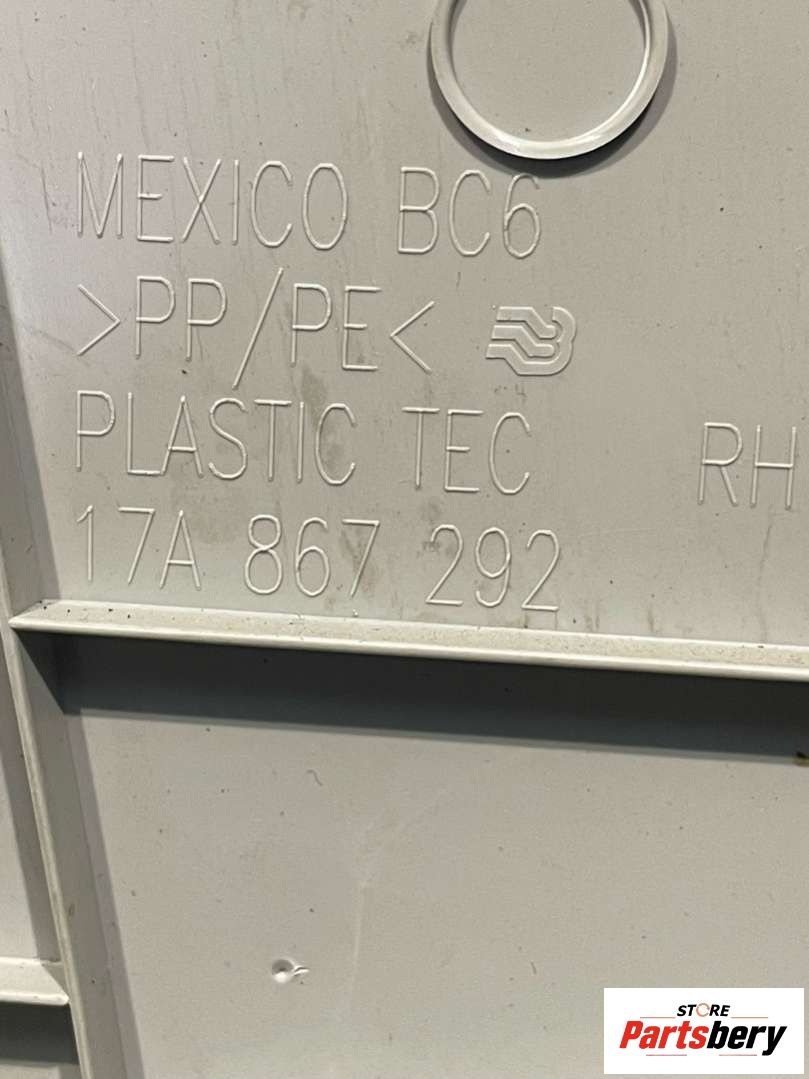 MEXICO BC6
>PP/PE<
PLASTIC TEC
RH
17A 867 292
STORE
Partsbery